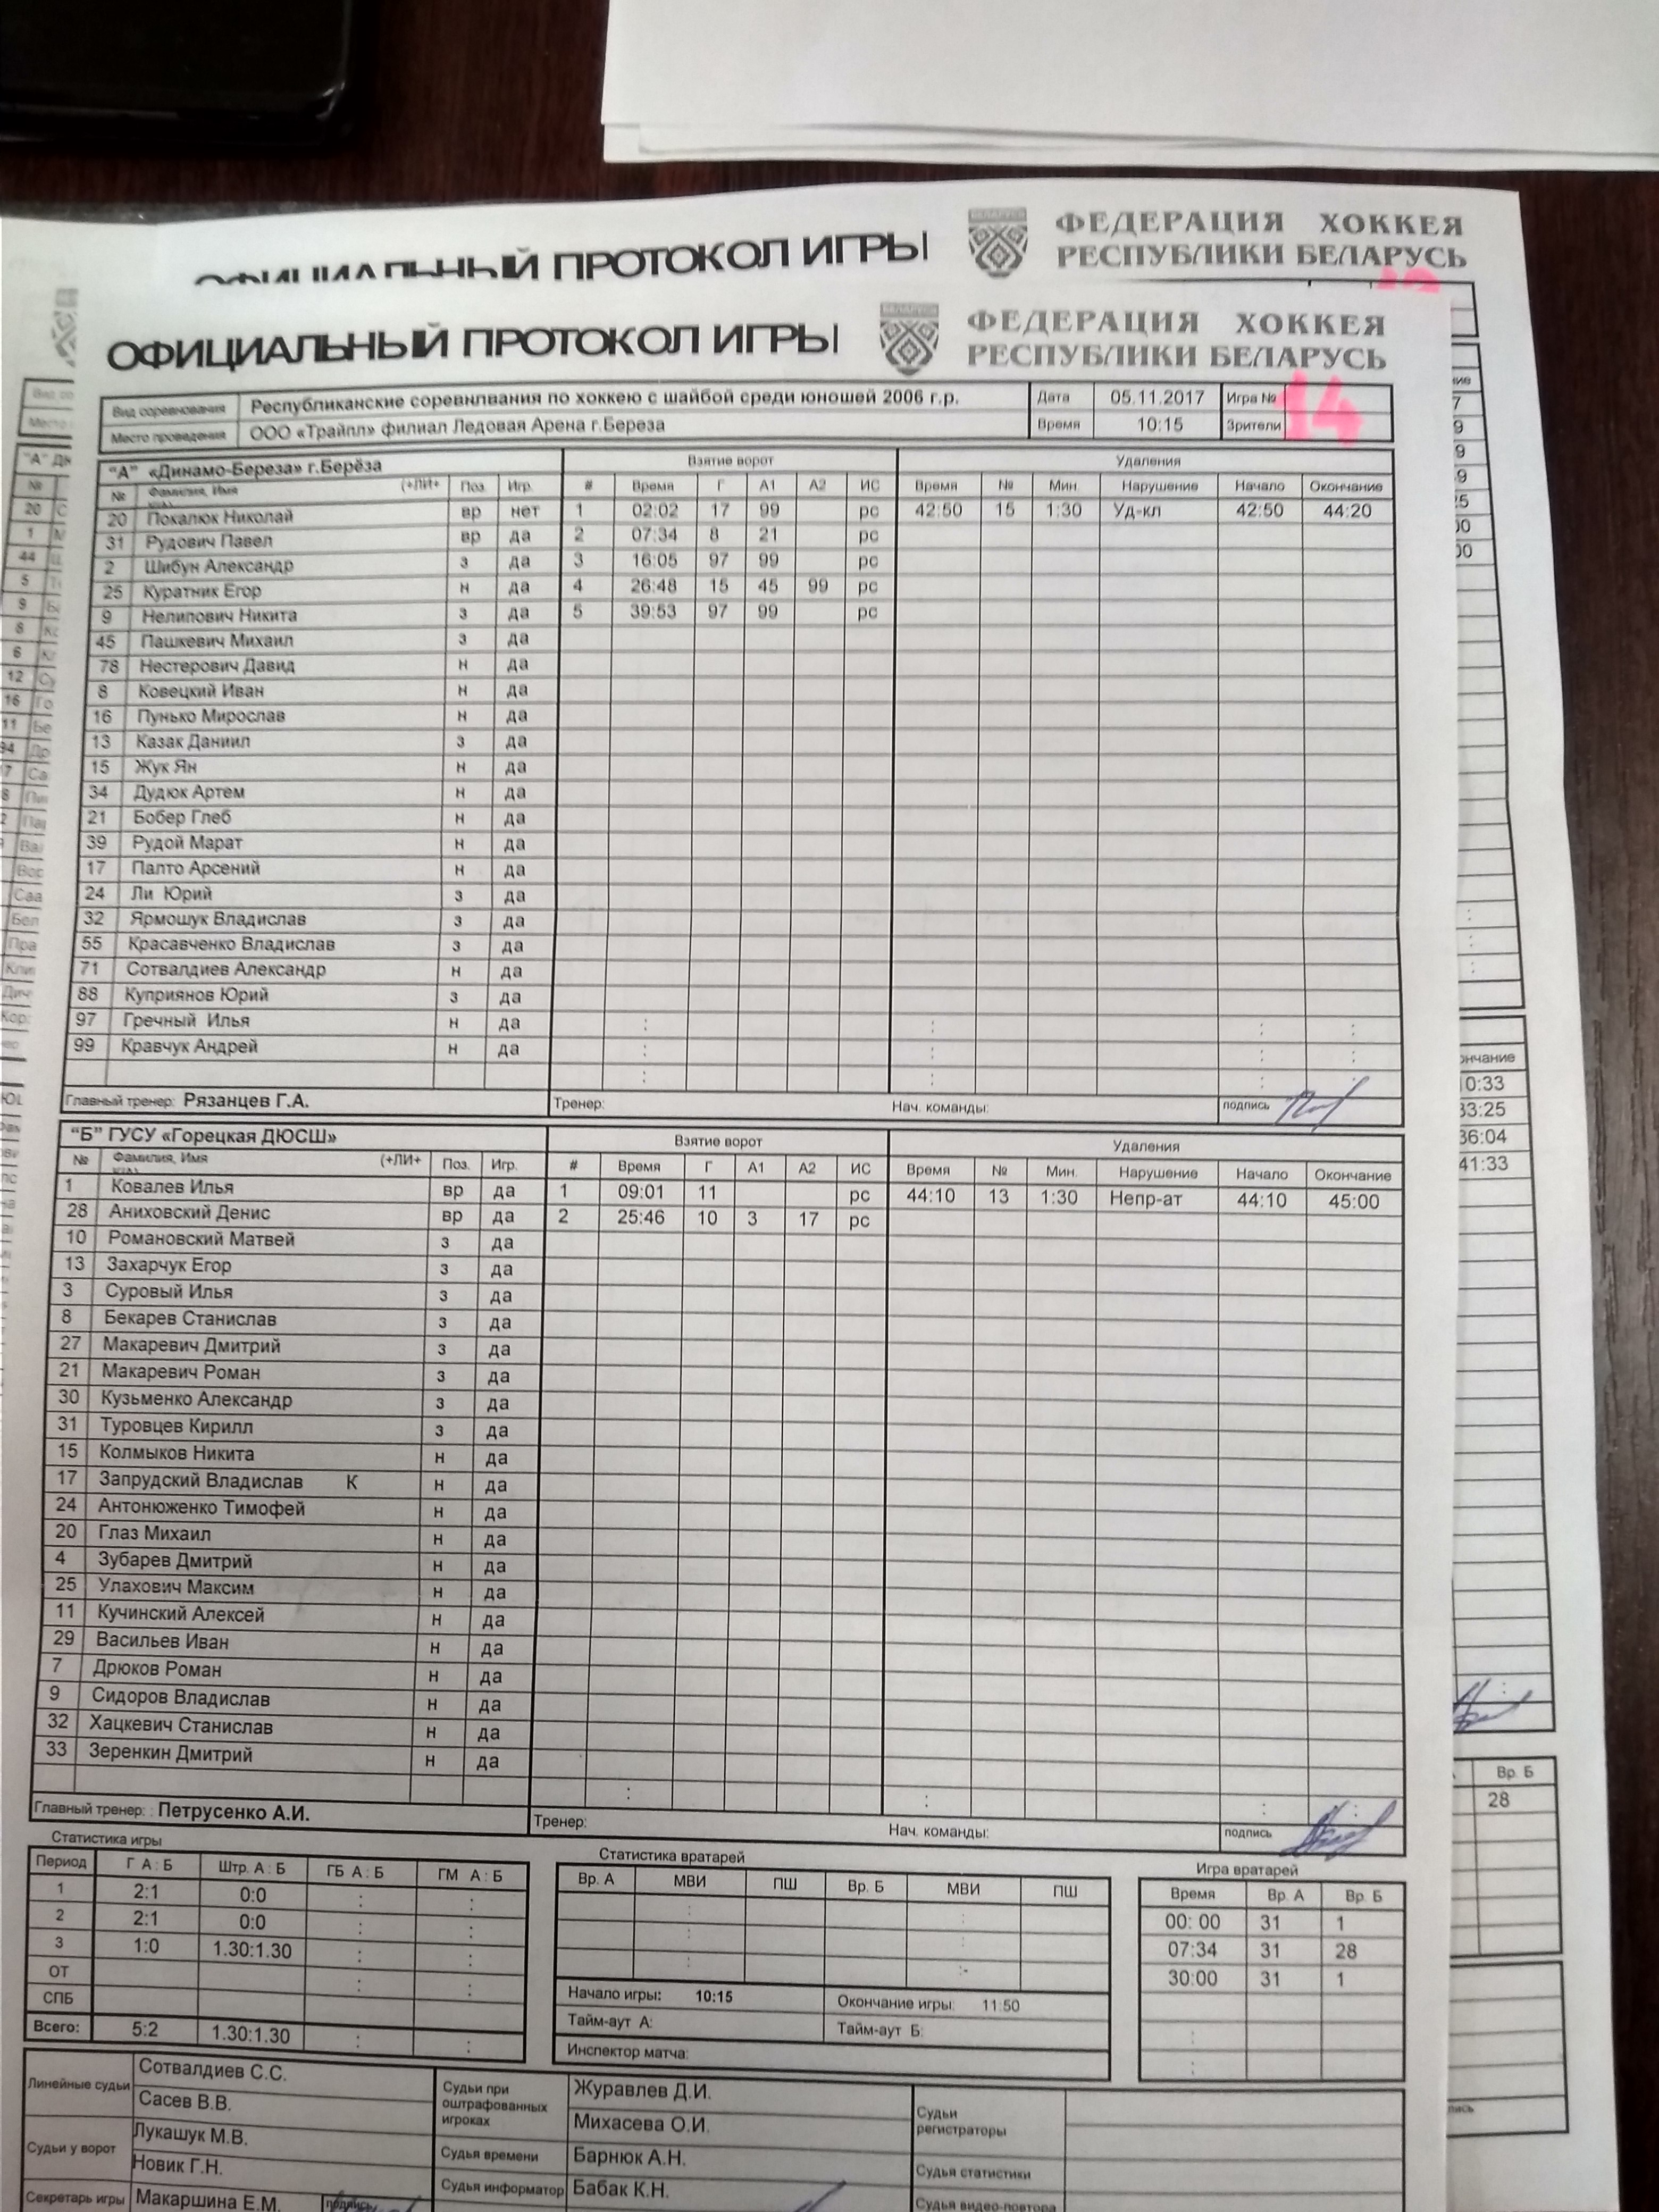 ПРОТОКОЛ ИГРЫ
ФЕДЕРАЦИЯ ХОККЕЯ
РЕСПУБЛИКИ БЕЛАРУСЬ
ОФИЦИАЛЬНЫЙ ПРОТОКОЛ ИГРЫ
ФЕДЕРАЦИЯ ХОККЕЯ
РЕСПУБЛИКИ БЕЛАРУСЬ
Вид соревнования Республиканские соревнлвания по хоккею с шайбой среди юношей 2006 г.р. Дата 05.11.2017 Игра № 14
Место проведения ООО «Трайпл» филиал Ледовая Арена г.Береза Время 10:15 Зрители
"А" «Динамо-Береза» г.Берёза Взятие ворот Удаления
№ Фамилия, Имя (+ЛИ+ Поз. Игр. # Время Г А1 А2 ИС Время № Мин. Нарушение Начало Окончание
20 Покалюк Николай вр нет 1 02:02 17 99 рс 42:50 15 1:30 Уд-кл 42:50 44:20
31 Рудович Павел вр да 2 07:34 8 21 рс
2 Шибун Александр з да 3 16:05 97 99 рс
25 Куратник Егор н да 4 26:48 15 45 99 рс
9 Нелипович Никита з да 5 39:53 97 99 рс
45 Пашкевич Михаил з да
78 Нестерович Давид н да
8 Ковецкий Иван н да
16 Пунько Мирослав н да
13 Казак Даниил з да
15 Жук Ян н да
34 Дудюк Артем н да
21 Бобер Глеб н да
39 Рудой Марат н да
17 Палто Арсений н да
24 Ли Юрий з да
32 Ярмошук Владислав з да
55 Красавченко Владислав з да
71 Сотвалдиев Александр н да
88 Куприянов Юрий з да
97 Гречный Илья н да : : : :
99 Кравчук Андрей н да : : : :
: : : :
Главный тренер: Рязанцев Г.А. Тренер: Нач. команды: подпись
"Б" ГУСУ «Горецкая ДЮСШ» Взятие ворот Удаления
№ Фамилия, Имя (+ЛИ+ Поз. Игр. # Время Г А1 А2 ИС Время № Мин. Нарушение Начало Окончание
1 Ковалев Илья вр да 1 09:01 11 рс 44:10 13 1:30 Непр-ат 44:10 45:00
28 Аниховский Денис вр да 2 25:46 10 3 17 рс
10 Романовский Матвей з да
13 Захарчук Егор з да
3 Суровый Илья з да
8 Бекарев Станислав з да
27 Макаревич Дмитрий з да
21 Макаревич Роман з да
30 Кузьменко Александр з да
31 Туровцев Кирилл з да
15 Колмыков Никита н да
17 Запрудский Владислав К н да
24 Антонюженко Тимофей н да
20 Глаз Михаил н да
4 Зубарев Дмитрий н да
25 Улахович Максим н да
11 Кучинский Алексей н да
29 Васильев Иван н да
7 Дрюков Роман н да
9 Сидоров Владислав н да
32 Хацкевич Станислав н да
33 Зеренкин Дмитрий н да
: : : :
Главный тренер: : Петрусенко А.И. Тренер: Нач. команды: подпись
Статистика игры Статистика вратарей Игра вратарей
Период Г А : Б Штр. А : Б ГБ А : Б ГМ А : Б Вр. А МВИ ПШ Вр. Б МВИ ПШ Время Вр. А Вр. Б
1 2:1 0:0 : : : : 00: 00 31 1
2 2:1 0:0 : : : : 07:34 31 28
3 1:0 1.30:1.30 : : : :- 30:00 31 1
ОТ : :
СПБ Начало игры: 10:15 Окончание игры: 11:50
Всего: 5:2 1.30:1.30 : : Тайм-аут А: Тайм-аут Б:
Инспектор матча:
Линейные судьи Сотвалдиев С.С. Судьи при оштрафованных игроках Журавлев Д.И. Судьи регистраторы
Сасев В.В. Михасева О.И.
Судьи у ворот Лукашук М.В. Судья времени Барнюк А.Н. Судья статистики
Новик Г.Н. Судья информатор Бабак К.Н. Судья видео-повтора
Секретарь игры Макаршина Е.М. подпись
0:33
33:25
36:04
41:33
Вр. Б
28